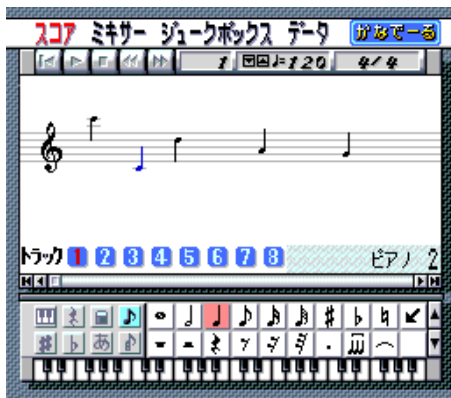 スコア ミキサー ジュークボックス データ かなでーる
1 ♩=120 4/4
トラック 1 2 3 4 5 6 7 8 ピアノ 2
あ